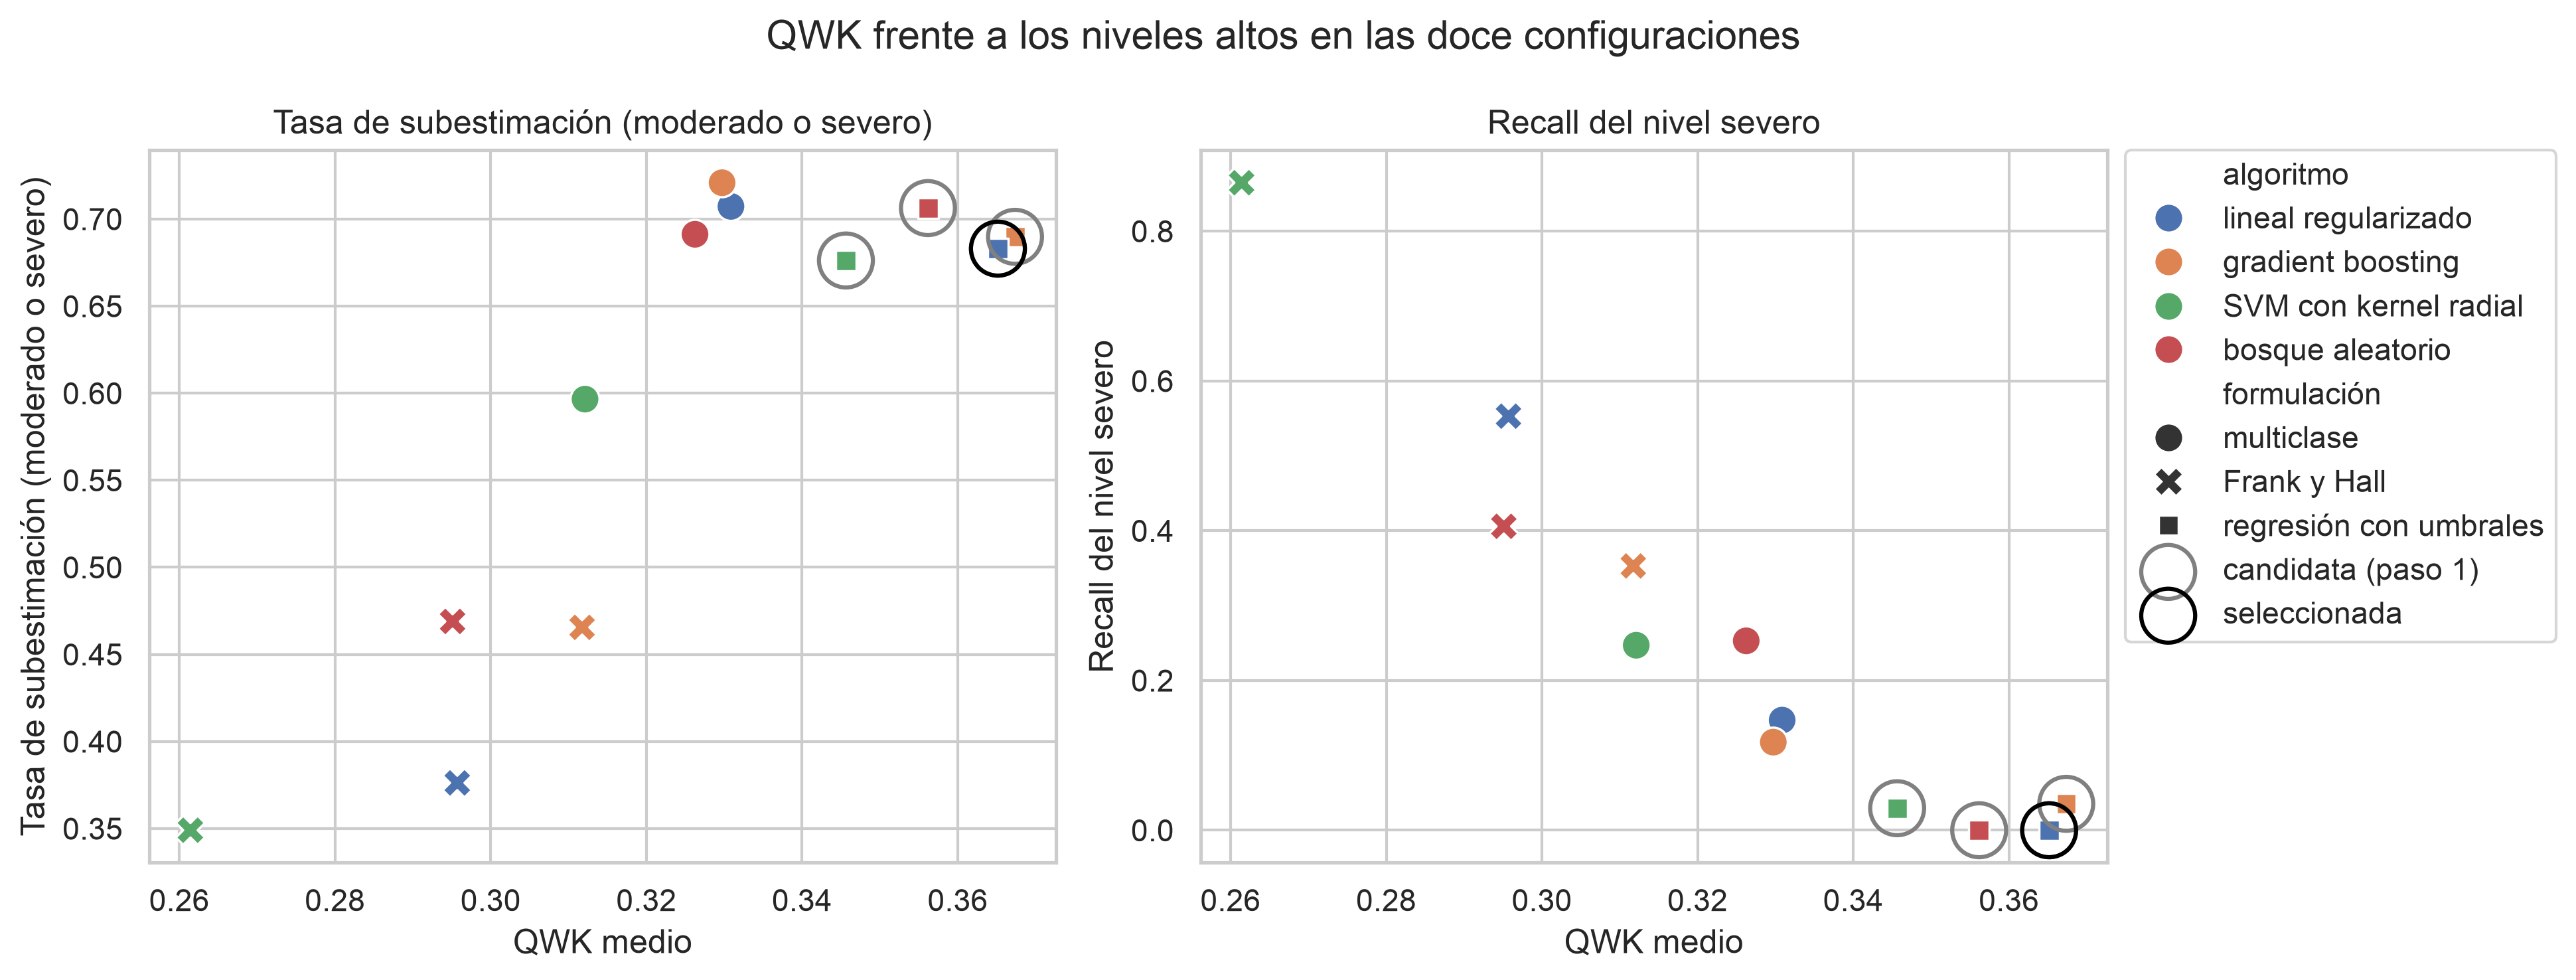 QWK frente a los niveles altos en las doce configuraciones
Tasa de subestimación (moderado o severo)
Tasa de subestimación (moderado o severo)
0.70
0.65
0.60
0.55
0.50
0.45
0.40
0.35
0.26 0.28 0.30 0.32 0.34 0.36
QWK medio
Recall del nivel severo
Recall del nivel severo
0.8
0.6
0.4
0.2
0.0
0.26 0.28 0.30 0.32 0.34 0.36
QWK medio
algoritmo
lineal regularizado
gradient boosting
SVM con kernel radial
bosque aleatorio
formulación
multiclase
Frank y Hall
regresión con umbrales
candidata (paso 1)
seleccionada